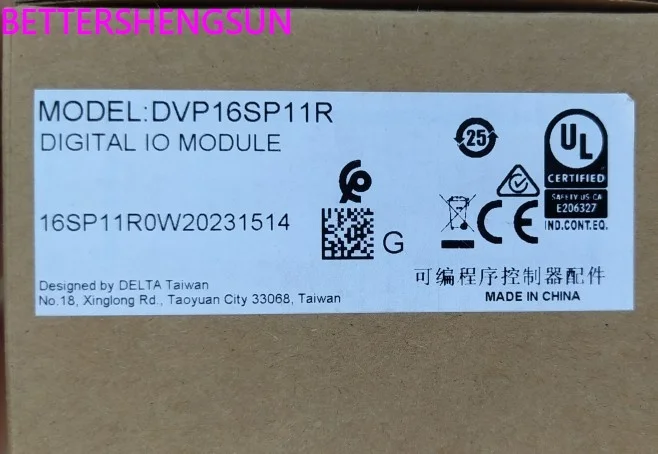 BETTERSHENGSUN
MODEL:DVP16SP11R
DIGITAL IO MODULE
25
UL
CERTIFIED
SAFETY US-CA
E206327
IND.CONT.EQ.
16SP11R0W20231514
G
CE
Designed by DELTA Taiwan
No.18, Xinglong Rd., Taoyuan City 33068, Taiwan
可编程序控制器配件
MADE IN CHINA